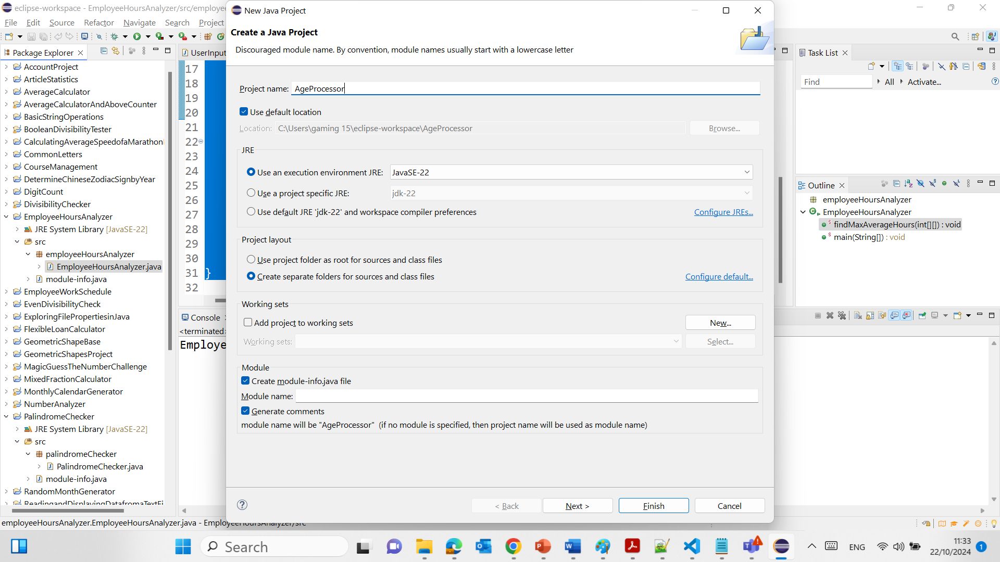 eclipse-workspace - EmployeeHoursAnalyzer/src/employee
File Edit Source Refactor Navigate Search Project
Package Explorer
AccountProject
ArticleStatistics
AverageCalculator
AverageCalculatorAndAboveCounter
BasicStringOperations
BooleanDivisibilityTester
CalculatingAverageSpeedofaMarathon
CommonLetters
CourseManagement
DetermineChineseZodiacSignbyYear
DigitCount
DivisibilityChecker
EmployeeHoursAnalyzer
JRE System Library [JavaSE-22]
src
employeeHoursAnalyzer
EmployeeHoursAnalyzer.java
module-info.java
EmployeeWorkSchedule
EvenDivisibilityCheck
ExploringFilePropertiesinJava
FlexibleLoanCalculator
GeometricShapeBase
GeometricShapesProject
MagicGuessTheNumberChallenge
MixedFractionCalculator
MonthlyCalendarGenerator
NumberAnalyzer
PalindromeChecker
JRE System Library [JavaSE-22]
src
palindromeChecker
PalindromeChecker.java
module-info.java
RandomMonthGenerator
ReadingandDisplayingDatafromaTextFi
UserInput
17
18
19
20
21
22
23
24
25
26
27
28
29
30
31 }
32
Console
<terminated>
Employe
New Java Project
Create a Java Project
Discouraged module name. By convention, module names usually start with a lowercase letter
Project name: AgeProcessor
Use default location
Location: C:\Users\gaming 15\eclipse-workspace\AgeProcessor Browse...
JRE
Use an execution environment JRE: JavaSE-22
Use a project specific JRE: jdk-22
Use default JRE 'jdk-22' and workspace compiler preferences Configure JREs...
Project layout
Use project folder as root for sources and class files
Create separate folders for sources and class files Configure default...
Working sets
Add project to working sets New...
Working sets: Select...
Module
Create module-info.java file
Module name:
Generate comments
module name will be "AgeProcessor" (if no module is specified, then project name will be used as module name)
< Back Next > Finish Cancel
Task List
Find All Activate...
Outline
employeeHoursAnalyzer
EmployeeHoursAnalyzer
findMaxAverageHours(int[][]) : void
main(String[]) : void
employeeHoursAnalyzer.EmployeeHoursAnalyzer.java - EmployeeHoursAnalyzer/src
Search
ENG
11:33
22/10/2024
1